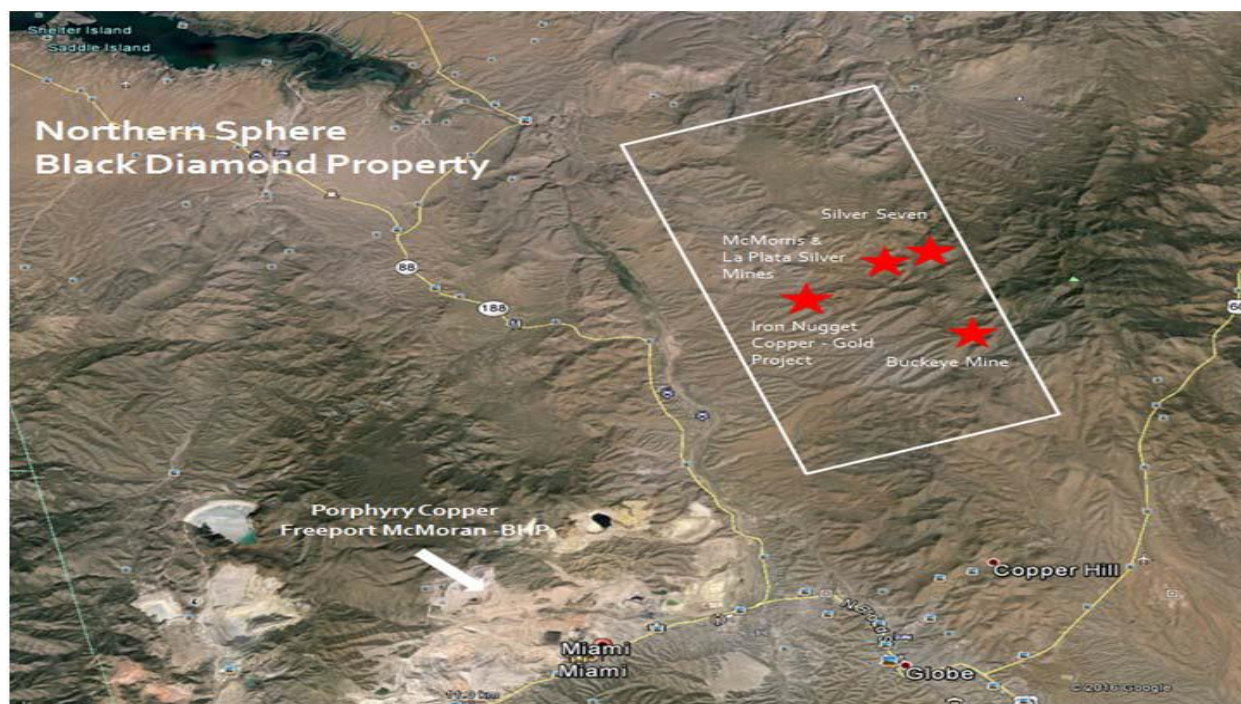 Shelter Island
Saddle Island
Northern Sphere
Black Diamond Property
Silver Seven
McMorris &
La Plata Silver
Mines
88
188
60
Iron Nugget
Copper - Gold
Project
Buckeye Mine
Porphyry Copper
Freeport McMoran -BHP
Copper Hill
Miami
Miami
Globe
© 2016 Google